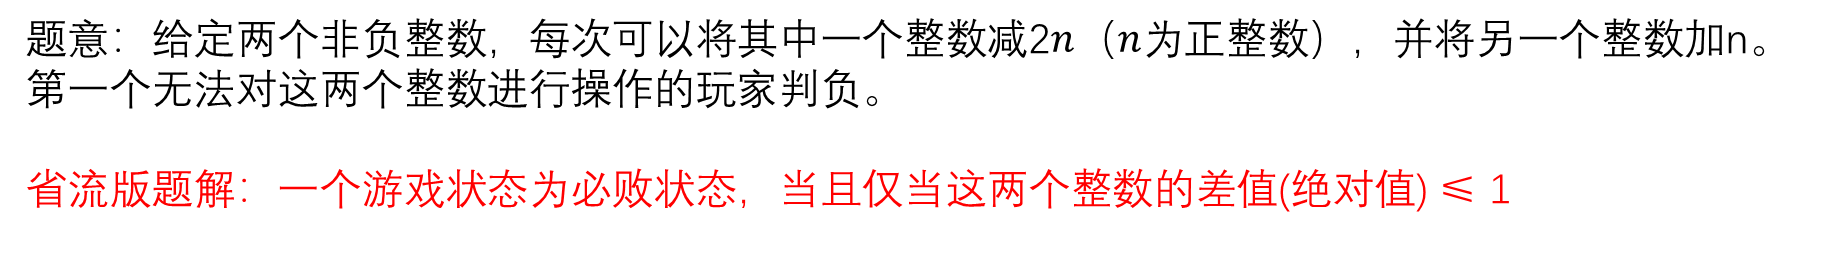 题意：给定两个非负整数，每次可以将其中一个整数减2n（n为正整数），并将另一个整数加n。
第一个无法对这两个整数进行操作的玩家判负。
省流版题解：一个游戏状态为必败状态，当且仅当这两个整数的差值(绝对值) ⩽ 1